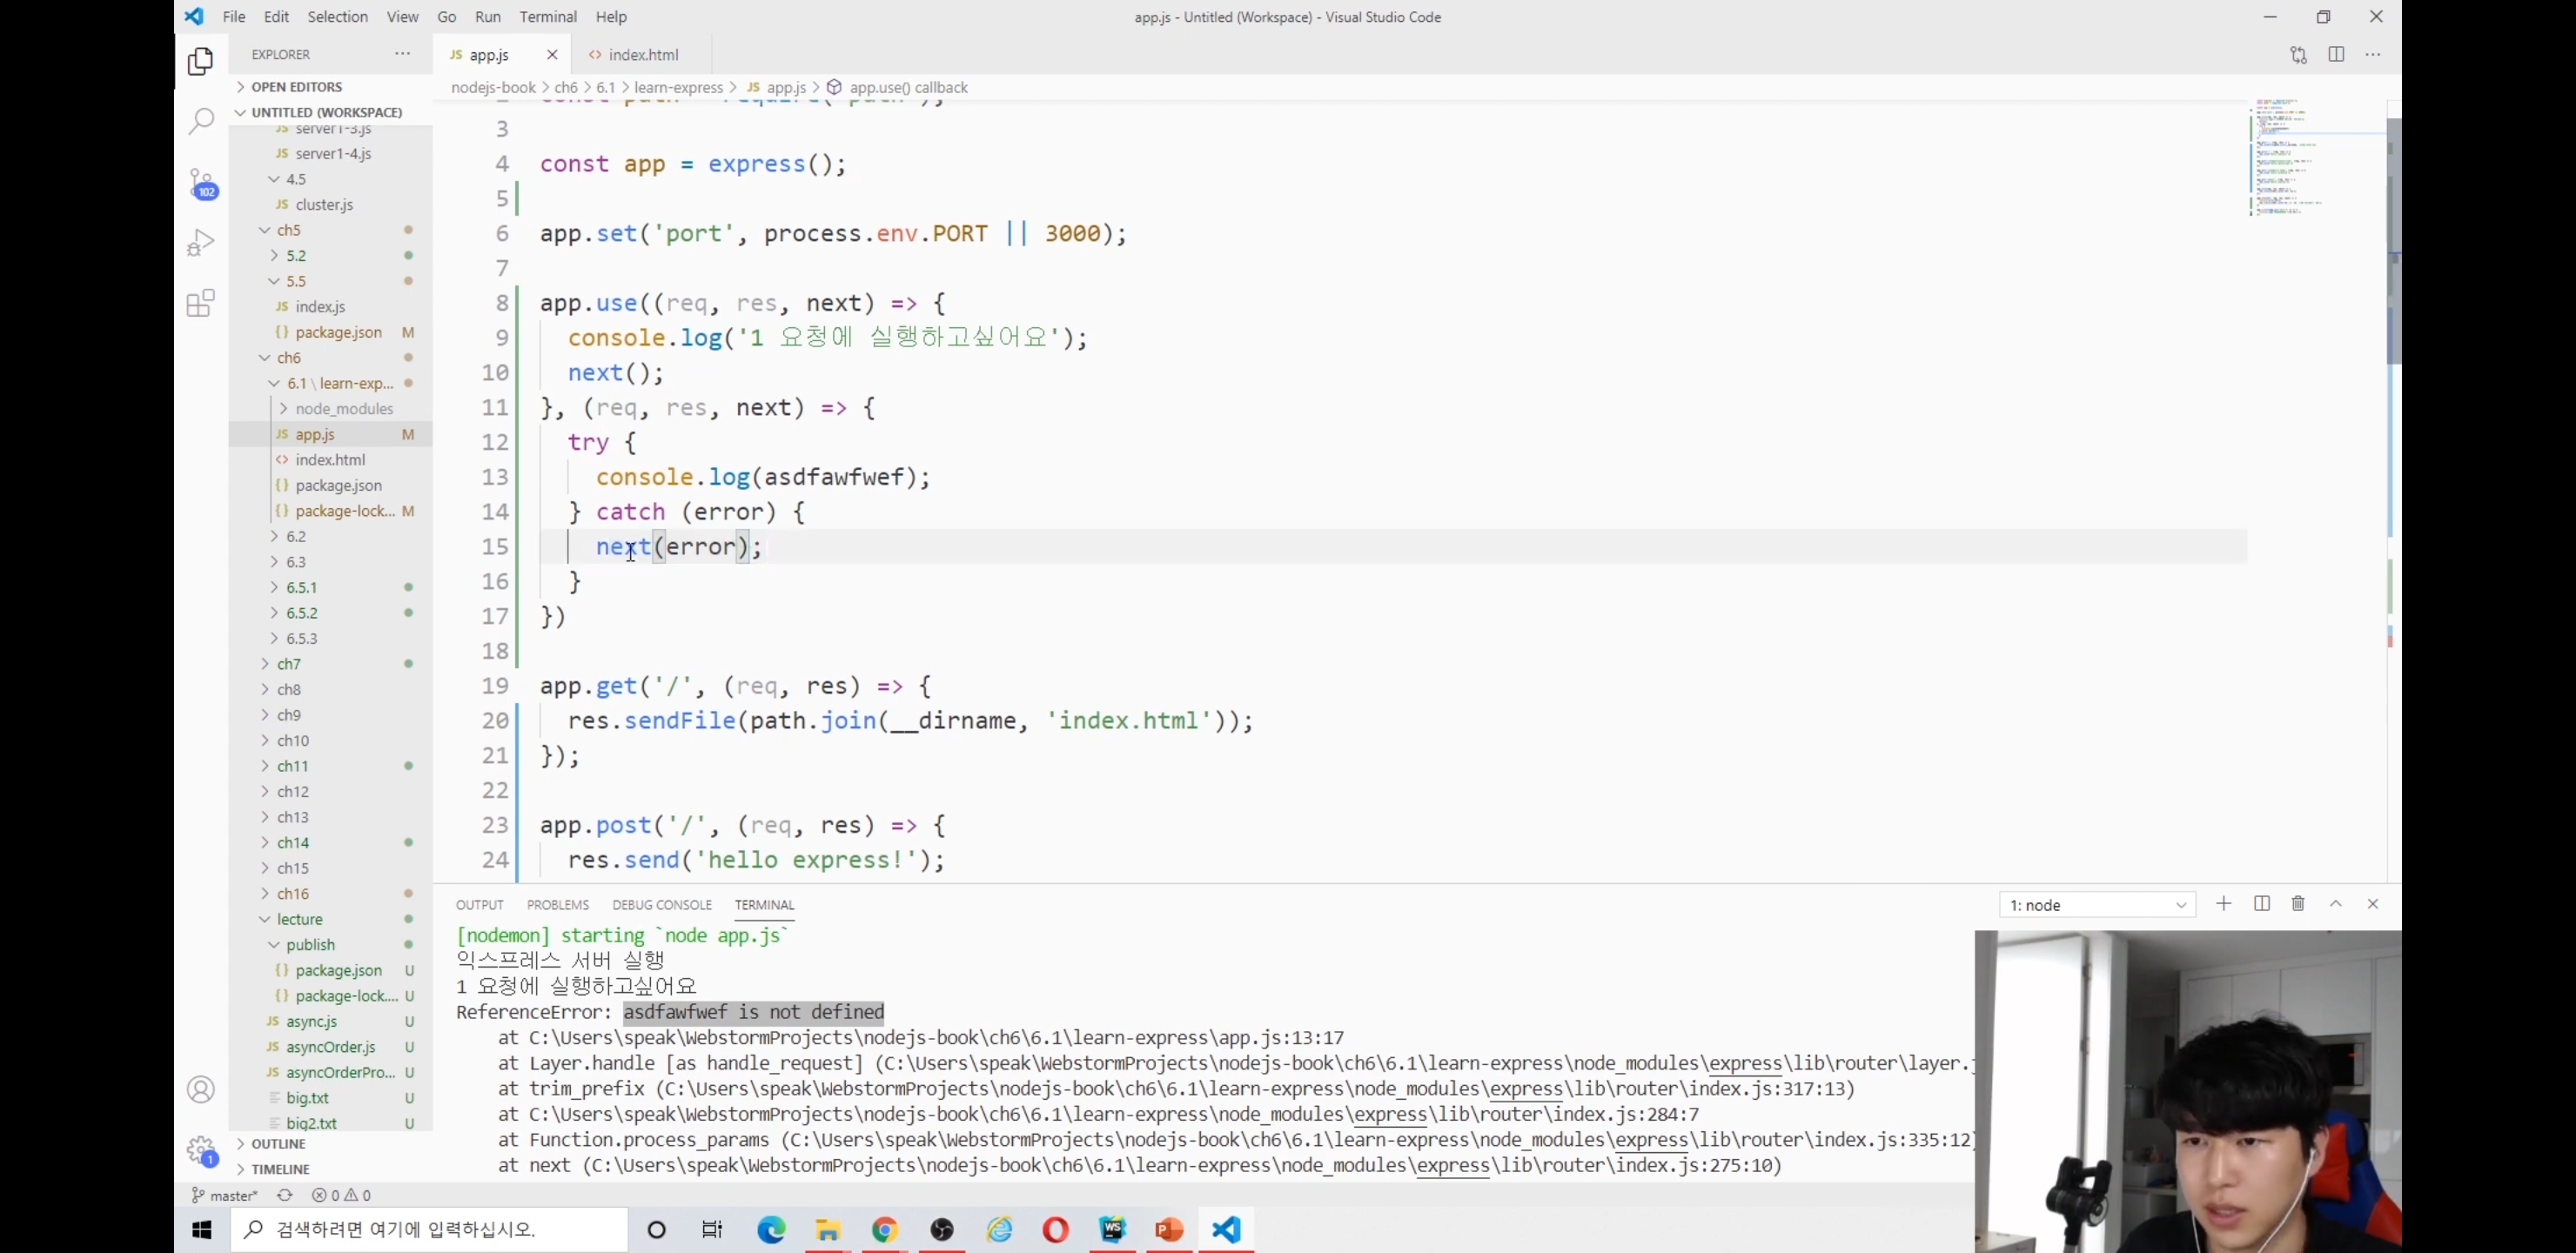 File Edit Selection View Go Run Terminal Help
app.js - Untitled (Workspace) - Visual Studio Code
EXPLORER
OPEN EDITORS
UNTITLED (WORKSPACE)
JS server1-3.js
JS server1-4.js
4.5
JS cluster.js
ch5
5.2
5.5
JS index.js
{} package.json M
ch6
6.1 \ learn-exp...
node_modules
JS app.js M
<> index.html
{} package.json
{} package-lock... M
6.2
6.3
6.5.1
6.5.2
6.5.3
ch7
ch8
ch9
ch10
ch11
ch12
ch13
ch14
ch15
ch16
lecture
publish
{} package.json U
{} package-lock.... U
JS async.js U
JS asyncOrder.js U
JS asyncOrderPro... U
big.txt U
big2.txt U
OUTLINE
TIMELINE
102
1
JS app.js
<> index.html
nodejs-book > ch6 > 6.1 > learn-express > JS app.js > app.use() callback
2 const path = require('path');
3
4 const app = express();
5
6 app.set('port', process.env.PORT || 3000);
7
8 app.use((req, res, next) => {
9 console.log('1 요청에 실행하고싶어요');
10 next();
11 }, (req, res, next) => {
12 try {
13 console.log(asdfawfwef);
14 } catch (error) {
15 next(error);
16 }
17 })
18
19 app.get('/', (req, res) => {
20 res.sendFile(path.join(__dirname, 'index.html'));
21 });
22
23 app.post('/', (req, res) => {
24 res.send('hello express!');
OUTPUT PROBLEMS DEBUG CONSOLE TERMINAL
1: node
[nodemon] starting `node app.js`
익스프레스 서버 실행
1 요청에 실행하고싶어요
ReferenceError: asdfawfwef is not defined
at C:\Users\speak\WebstormProjects\nodejs-book\ch6\6.1\learn-express\app.js:13:17
at Layer.handle [as handle_request] (C:\Users\speak\WebstormProjects\nodejs-book\ch6\6.1\learn-express\node_modules\express\lib\router\layer.j
at trim_prefix (C:\Users\speak\WebstormProjects\nodejs-book\ch6\6.1\learn-express\node_modules\express\lib\router\index.js:317:13)
at C:\Users\speak\WebstormProjects\nodejs-book\ch6\6.1\learn-express\node_modules\express\lib\router\index.js:284:7
at Function.process_params (C:\Users\speak\WebstormProjects\nodejs-book\ch6\6.1\learn-express\node_modules\express\lib\router\index.js:335:12)
at next (C:\Users\speak\WebstormProjects\nodejs-book\ch6\6.1\learn-express\node_modules\express\lib\router\index.js:275:10)
master* 0 0
검색하려면 여기에 입력하십시오.